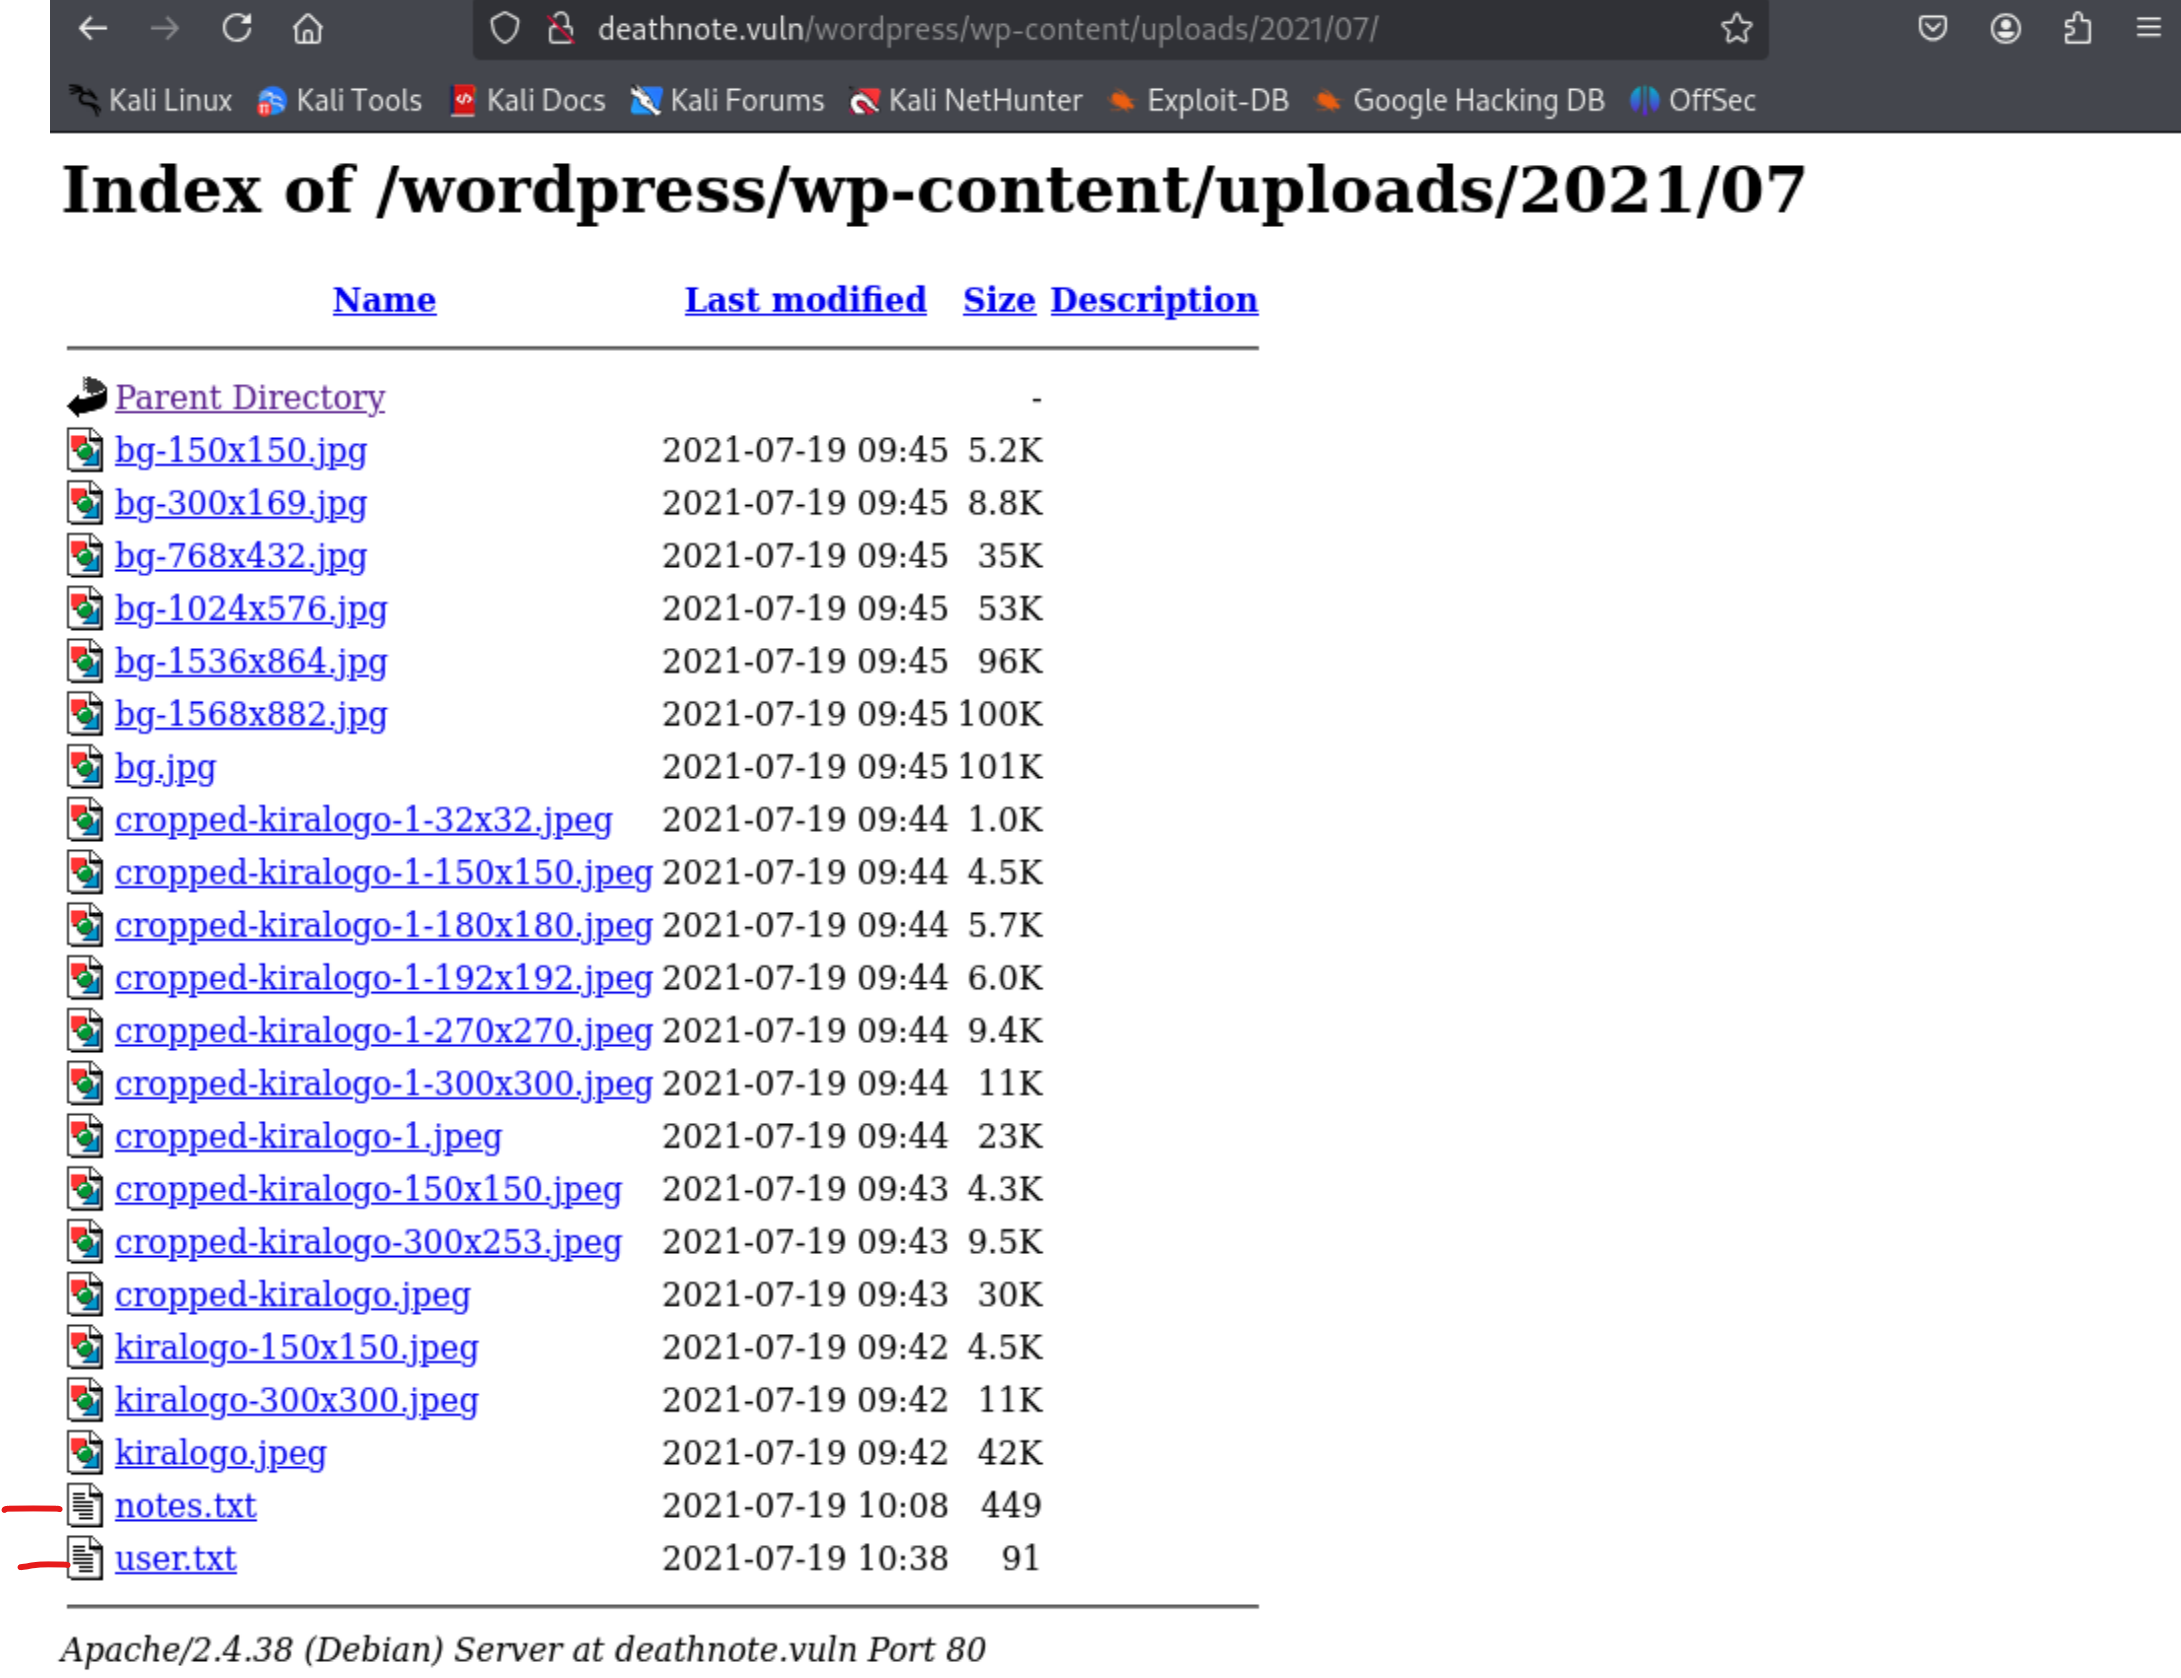 deathnote.vuln/wordpress/wp-content/uploads/2021/07/
Kali Linux Kali Tools Kali Docs Kali Forums Kali NetHunter Exploit-DB Google Hacking DB OffSec
Index of /wordpress/wp-content/uploads/2021/07
Name Last modified Size Description
Parent Directory -
bg-150x150.jpg 2021-07-19 09:45 5.2K
bg-300x169.jpg 2021-07-19 09:45 8.8K
bg-768x432.jpg 2021-07-19 09:45 35K
bg-1024x576.jpg 2021-07-19 09:45 53K
bg-1536x864.jpg 2021-07-19 09:45 96K
bg-1568x882.jpg 2021-07-19 09:45 100K
bg.jpg 2021-07-19 09:45 101K
cropped-kiralogo-1-32x32.jpeg 2021-07-19 09:44 1.0K
cropped-kiralogo-1-150x150.jpeg 2021-07-19 09:44 4.5K
cropped-kiralogo-1-180x180.jpeg 2021-07-19 09:44 5.7K
cropped-kiralogo-1-192x192.jpeg 2021-07-19 09:44 6.0K
cropped-kiralogo-1-270x270.jpeg 2021-07-19 09:44 9.4K
cropped-kiralogo-1-300x300.jpeg 2021-07-19 09:44 11K
cropped-kiralogo-1.jpeg 2021-07-19 09:44 23K
cropped-kiralogo-150x150.jpeg 2021-07-19 09:43 4.3K
cropped-kiralogo-300x253.jpeg 2021-07-19 09:43 9.5K
cropped-kiralogo.jpeg 2021-07-19 09:43 30K
kiralogo-150x150.jpeg 2021-07-19 09:42 4.5K
kiralogo-300x300.jpeg 2021-07-19 09:42 11K
kiralogo.jpeg 2021-07-19 09:42 42K
notes.txt 2021-07-19 10:08 449
user.txt 2021-07-19 10:38 91
Apache/2.4.38 (Debian) Server at deathnote.vuln Port 80